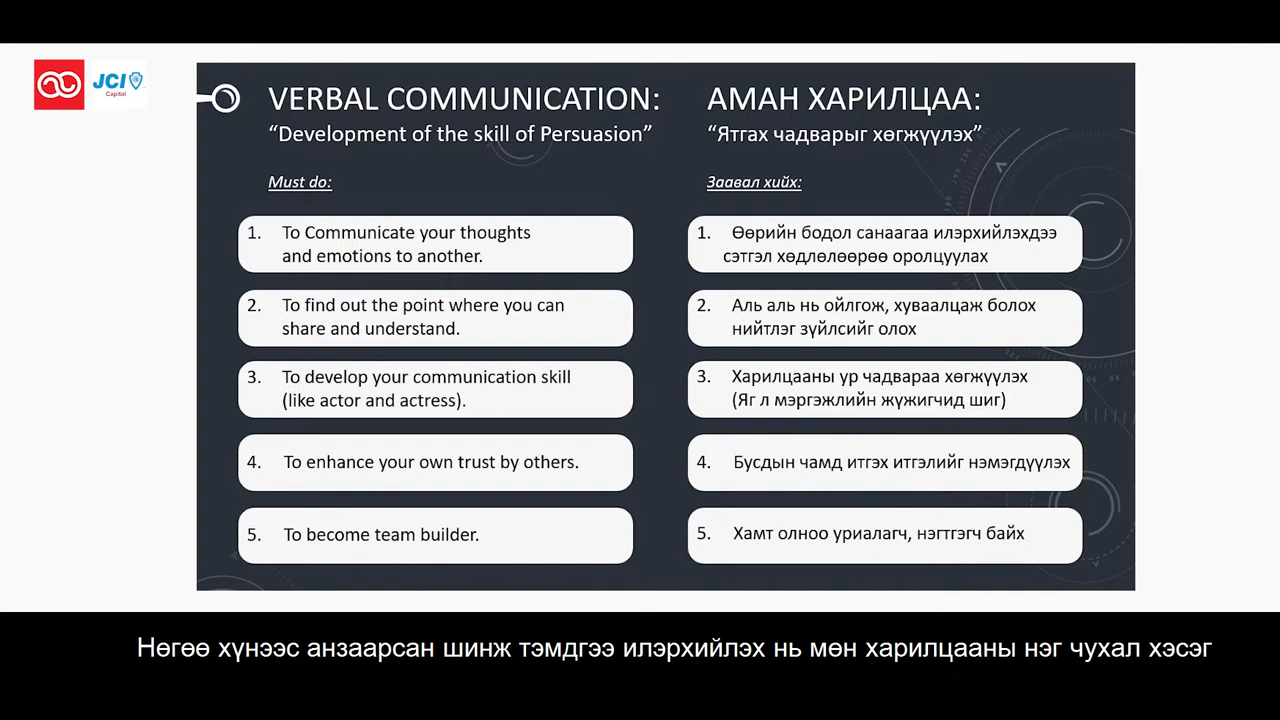 JCI
Capital
VERBAL COMMUNICATION:
“Development of the skill of Persuasion”
Must do:
1. To Communicate your thoughts
and emotions to another.
2. To find out the point where you can
share and understand.
3. To develop your communication skill
(like actor and actress).
4. To enhance your own trust by others.
5. To become team builder.
АМАН ХАРИЛЦАА:
“Ятгах чадварыг хөгжүүлэх”
Заавал хийх:
1. Өөрийн бодол санаагаа илэрхийлэхдээ
сэтгэл хөдлөлөөрөө оролцуулах
2. Аль аль нь ойлгож, хуваалцаж болох
нийтлэг зүйлсийг олох
3. Харилцааны ур чадвараа хөгжүүлэх
(Яг л мэргэжлийн жүжигчид шиг)
4. Бусдын чамд итгэх итгэлийг нэмэгдүүлэх
5. Хамт олноо уриалагч, нэгтгэгч байх
Нөгөө хүнээс анзаарсан шинж тэмдгээ илэрхийлэх нь мөн харилцааны нэг чухал хэсэг